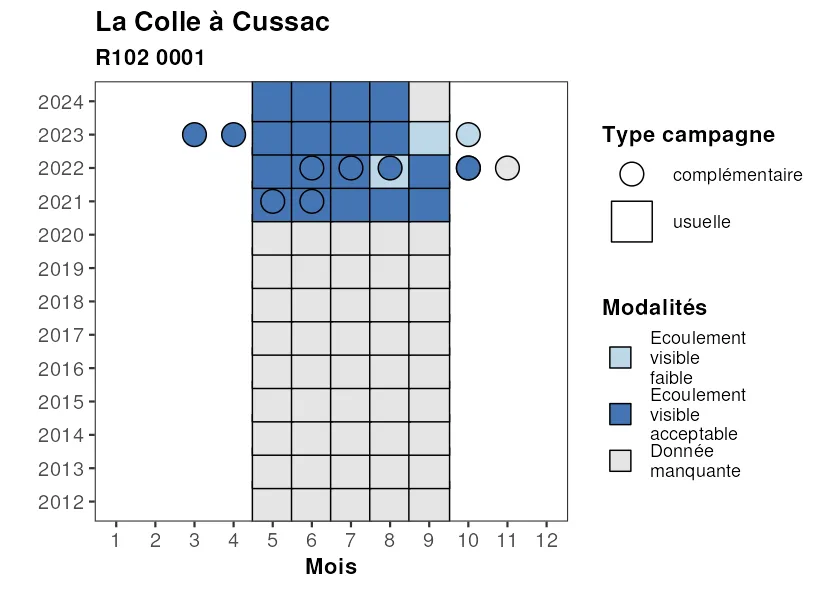 La Colle à Cussac
R102 0001
2024
2023
2022
2021
2020
2019
2018
2017
2016
2015
2014
2013
2012
1 2 3 4 5 6 7 8 9 10 11 12
Mois
Type campagne
complémentaire
usuelle
Modalités
Ecoulement
visible
faible
Ecoulement
visible
acceptable
Donnée
manquante